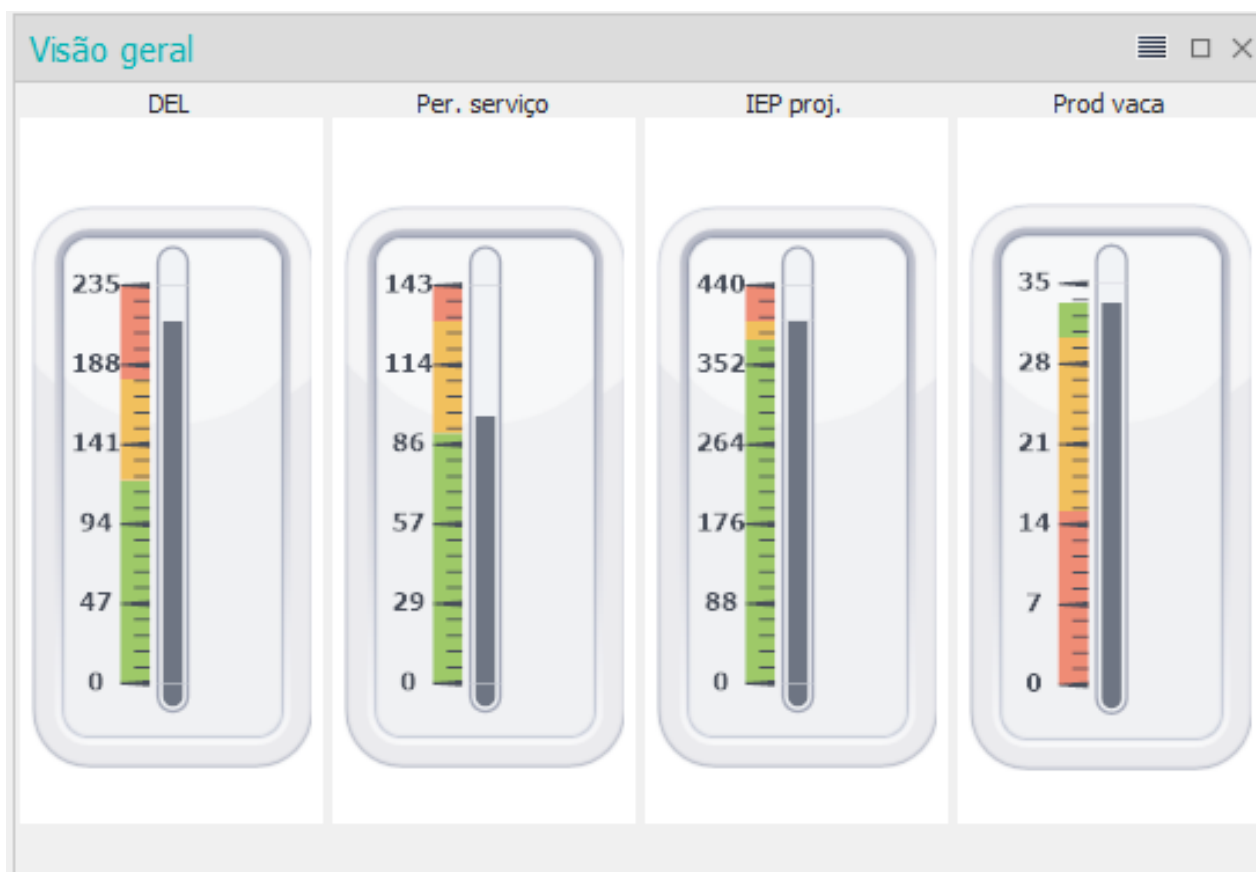 Visão geral
DEL Per. serviço IEP proj. Prod vaca
235 143 440 35
188 114 352 28
141 86 264 21
94 57 176 14
47 29 88 7
0 0 0 0